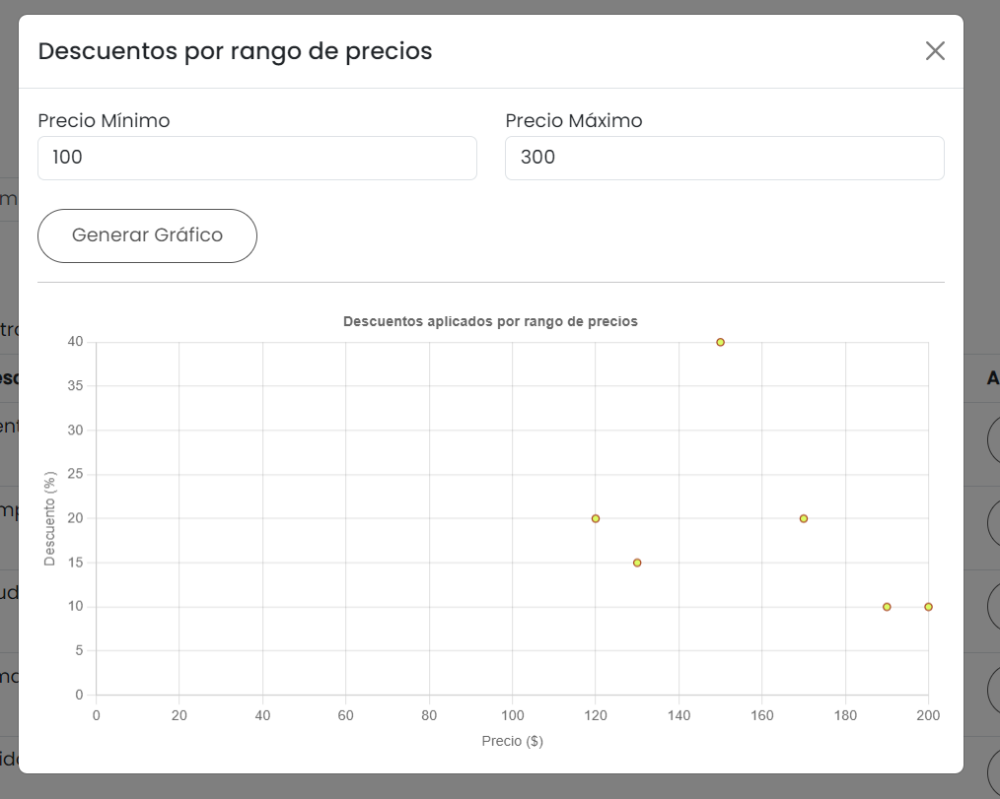 Descuentos por rango de precios
Precio Mínimo
Precio Máximo
100
300
Generar Gráfico
Descuentos aplicados por rango de precios
40
35
30
25
20
15
10
5
0
Descuento (%)
0 20 40 60 80 100 120 140 160 180 200
Precio ($)